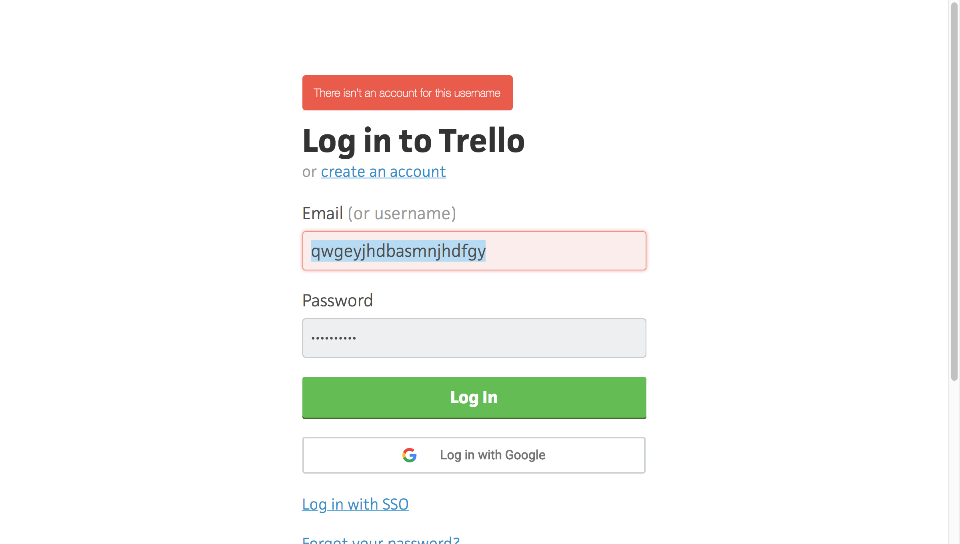 There isn't an account for this username
Log in to Trello
or create an account
Email (or username)
qwgeyjhdbasmnjhdfgy
Password
••••••••••
Log In
Log in with Google
Log in with SSO
Forgot your password?